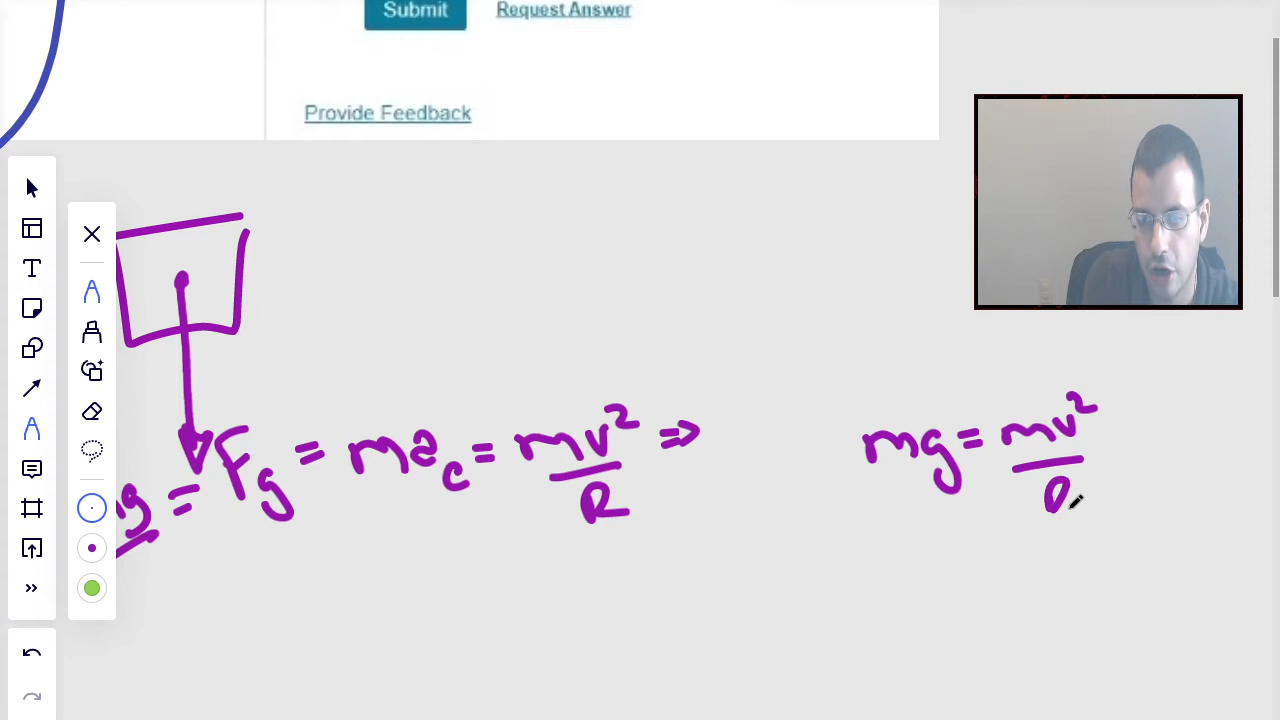 Submit Request Answer
Provide Feedback
g = Fg = mac = mv²/R ⇒
mg = mv²/